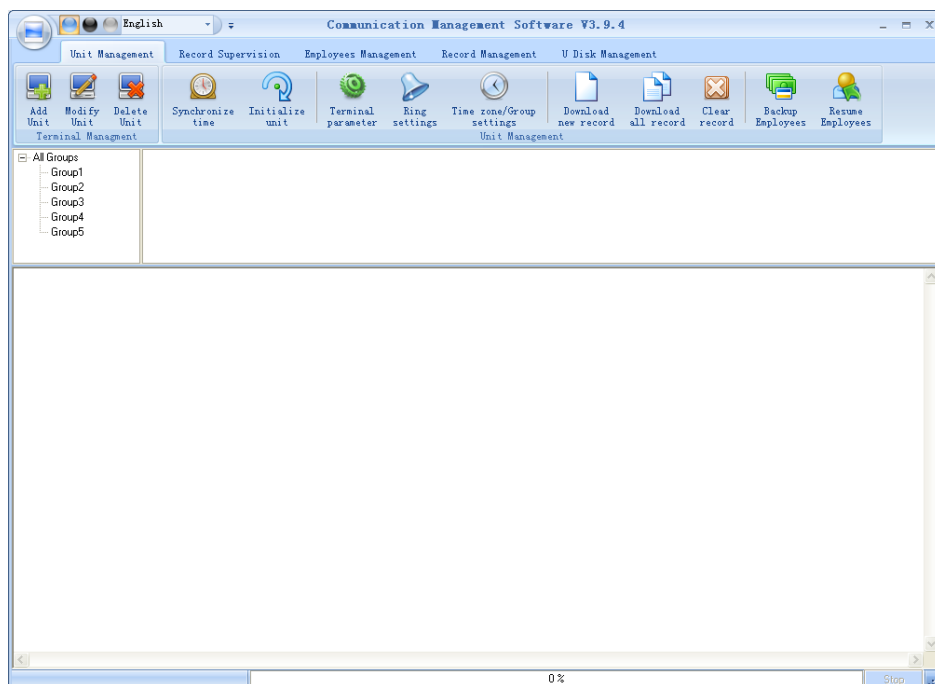 English
Communication Management Software V3.9.4
Unit Management Record Supervision Employees Management Record Management U Disk Management
Add Unit
Modify Unit
Delete Unit
Synchronize time
Initialize unit
Terminal parameter
Ring settings
Time zone/Group settings
Download new record
Download all record
Clear record
Backup Employees
Resume Employees
Terminal Managment
Unit Management
All Groups
Group1
Group2
Group3
Group4
Group5
0%
Stop